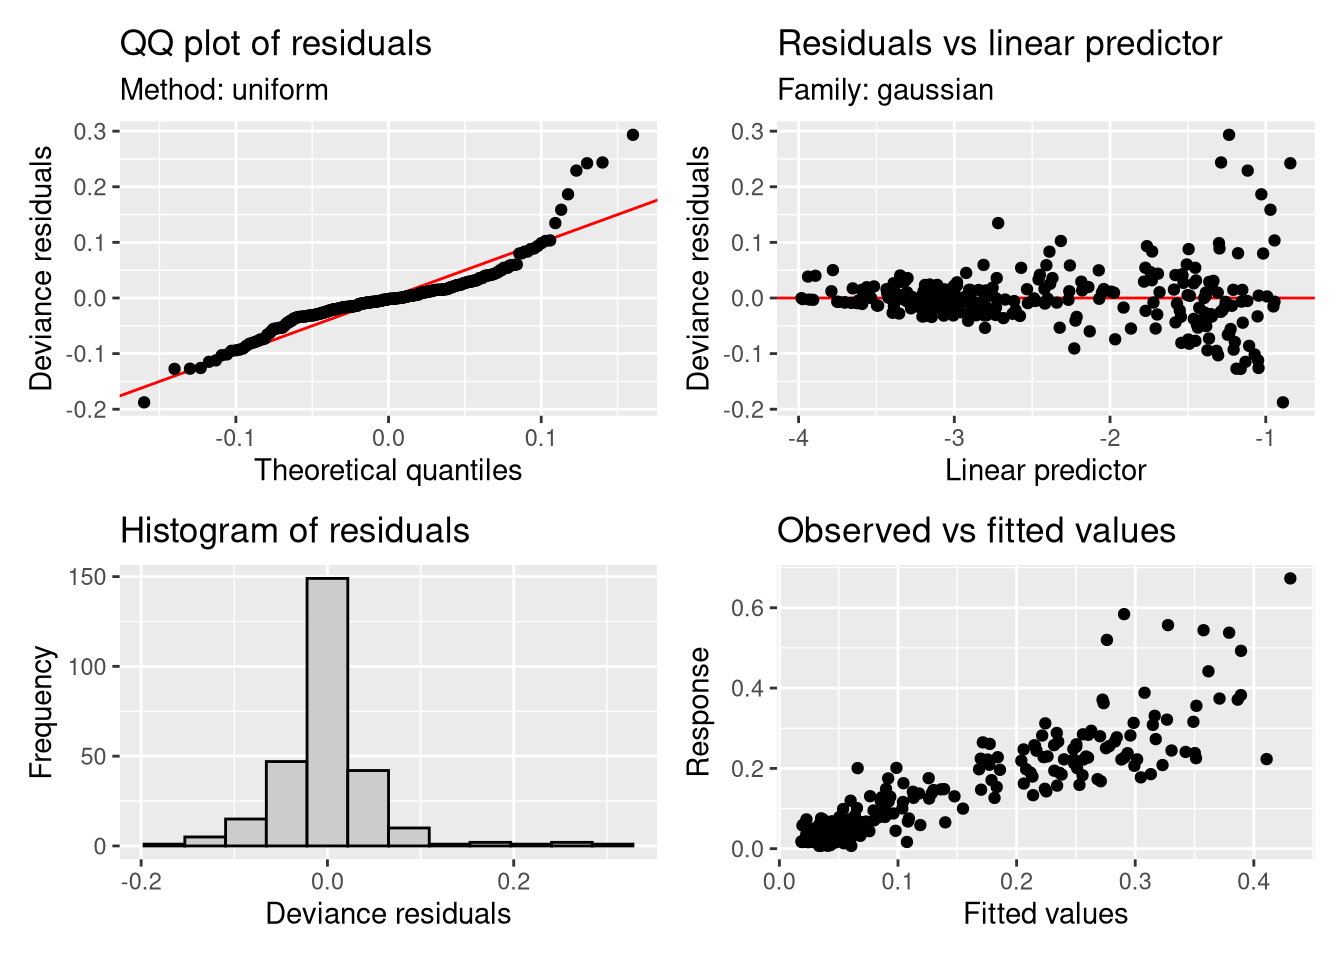 QQ plot of residuals
Method: uniform
Deviance residuals
0.3
0.2
0.1
0.0
-0.1
-0.2
-0.1
0.0
0.1
Theoretical quantiles
Residuals vs linear predictor
Family: gaussian
Deviance residuals
0.3
0.2
0.1
0.0
-0.1
-0.2
-4
-3
-2
-1
Linear predictor
Histogram of residuals
Frequency
150
100
50
0
-0.2
0.0
0.2
Deviance residuals
Observed vs fitted values
Response
0.6
0.4
0.2
0.0
0.0
0.1
0.2
0.3
0.4
Fitted values